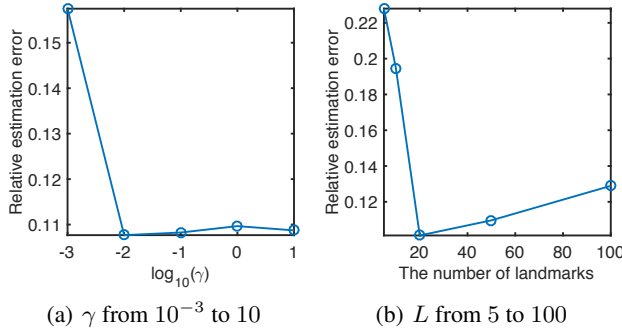 Relative estimation error
0.15
0.14
0.13
0.12
0.11
-3 -2 -1 0 1
log₁₀(γ)
(a) γ from 10⁻³ to 10
Relative estimation error
0.22
0.2
0.18
0.16
0.14
0.12
20 40 60 80 100
The number of landmarks
(b) L from 5 to 100